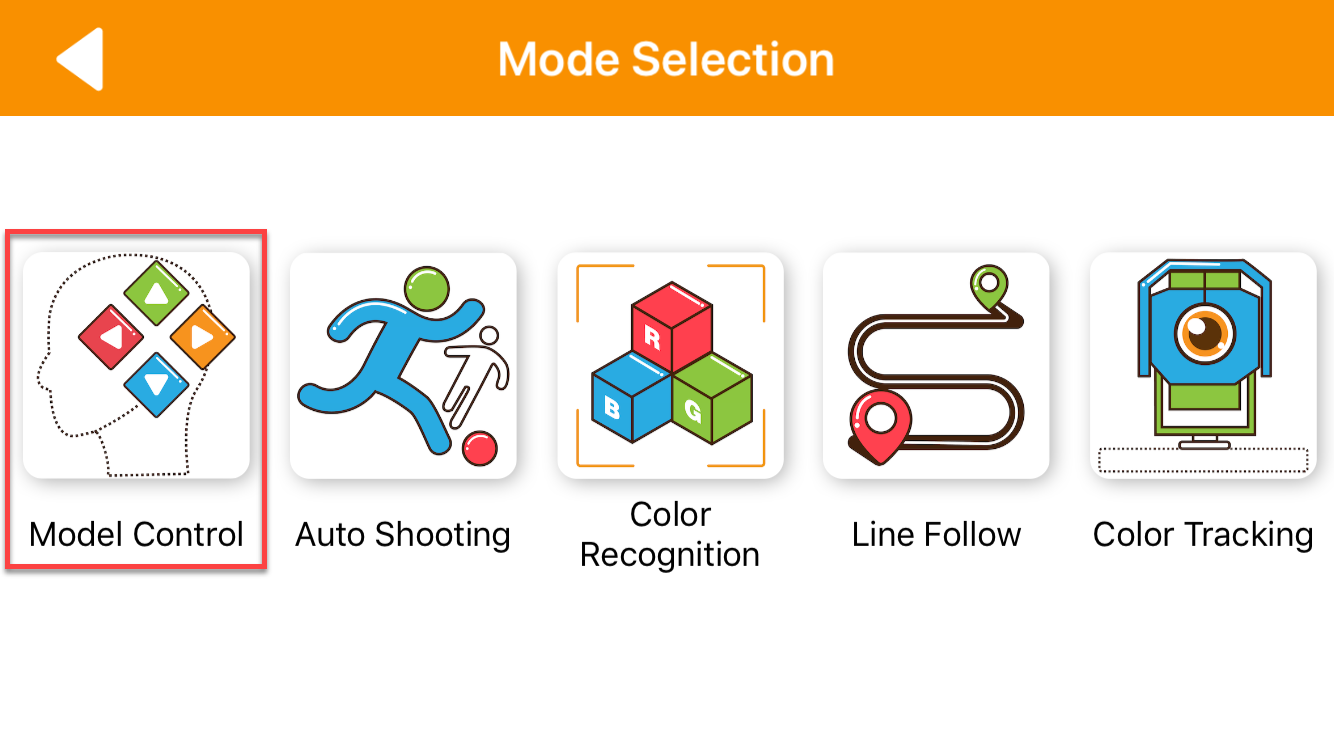 Mode Selection
R
B
G
Model Control
Auto Shooting
Color
Recognition
Line Follow
Color Tracking